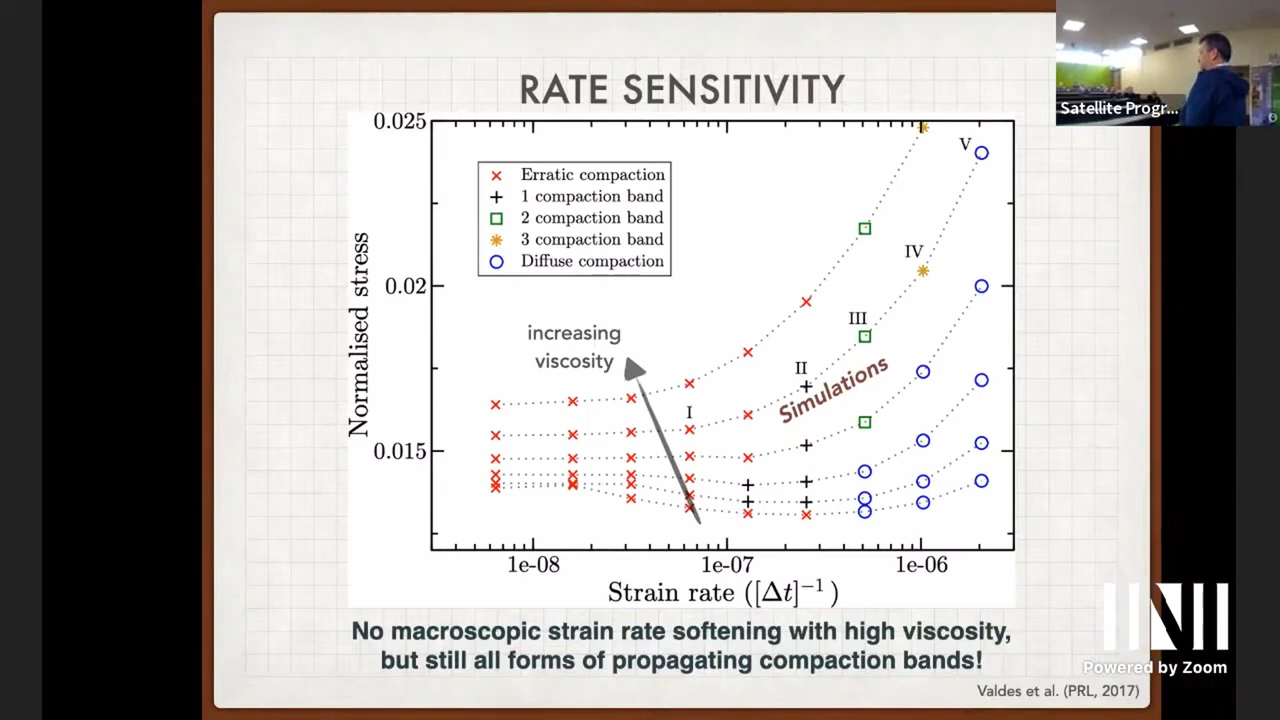 RATE SENSITIVITY
Satellite Progr...
0.025
0.02
0.015
Normalised stress
Erratic compaction
1 compaction band
2 compaction band
3 compaction band
Diffuse compaction
increasing
viscosity
I
II
III
IV
V
Simulations
1e-08
1e-07
1e-06
Strain rate ([Δt]⁻¹)
No macroscopic strain rate softening with high viscosity,
but still all forms of propagating compaction bands!
Valdes et al. (PRL, 2017)
Powered by Zoom